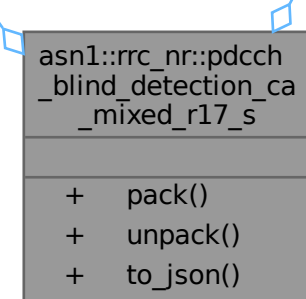 asn1::rrc_nr::pdcch
_blind_detection_ca
_mixed_r17_s
+ pack()
+ unpack()
+ to_json()